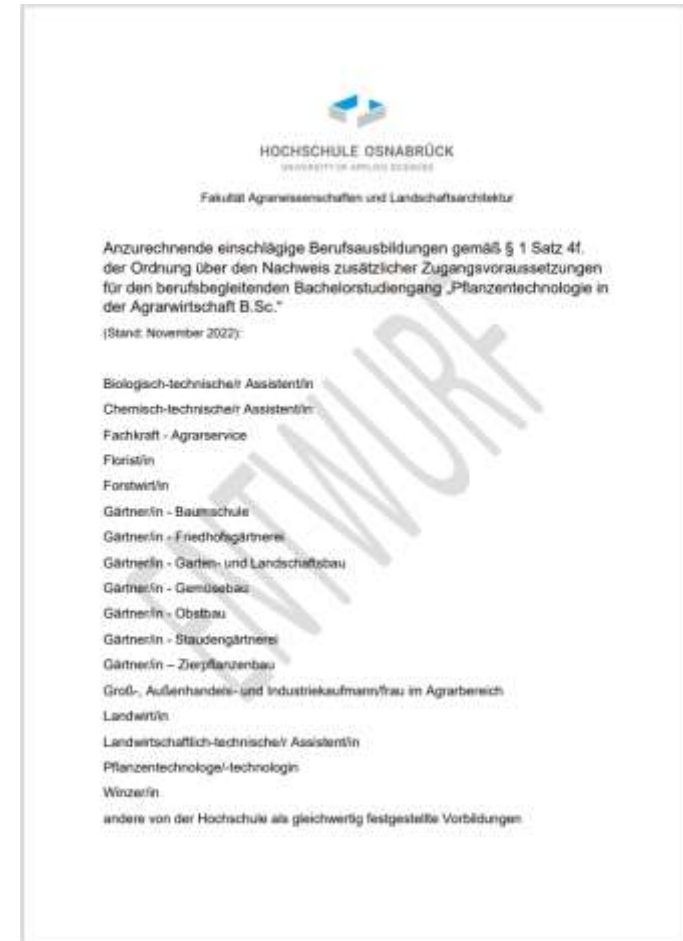 HOCHSCHULE OSNABRÜCK
UNIVERSITY OF APPLIED SCIENCES
Fakultät Agrarwissenschaften und Landschaftsarchitektur
Anzurechnende einschlägige Berufsausbildungen gemäß § 1 Satz 4f.
der Ordnung über den Nachweis zusätzlicher Zugangsvoraussetzungen
für den berufsbegleitenden Bachelorstudiengang „Pflanzentechnologie in
der Agrarwirtschaft B.Sc.“
(Stand: November 2022):
Biologisch-technische/r Assistent/in
Chemisch-technische/r Assistent/in
Fachkraft - Agrarservice
Florist/in
Forstwirt/in
Gärtner/in - Baumschule
Gärtner/in - Friedhofsgärtnerei
Gärtner/in - Garten- und Landschaftsbau
Gärtner/in - Gemüsebau
Gärtner/in - Obstbau
Gärtner/in - Staudengärtnerei
Gärtner/in – Zierpflanzenbau
Groß-, Außenhandels- und Industriekaufmann/frau im Agrarbereich
Landwirt/in
Landwirtschaftlich-technische/r Assistent/in
Pflanzentechnologe/-technologin
Winzer/in
andere von der Hochschule als gleichwertig festgestellte Vorbildungen
ENTWURF